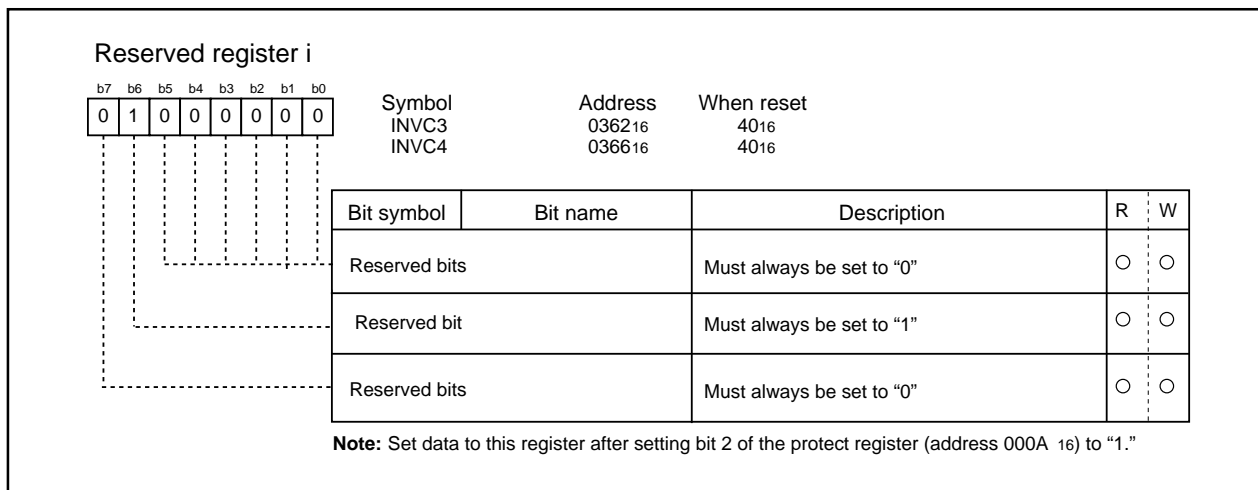 Reserved register i
b7 b6 b5 b4 b3 b2 b1 b0
0 1 0 0 0 0 0 0
Symbol Address When reset
INVC3 036216 4016
INVC4 036616 4016
Bit symbol Bit name Description R W
Reserved bits Must always be set to “0” ○ ○
Reserved bit Must always be set to “1” ○ ○
Reserved bits Must always be set to “0” ○ ○
Note: Set data to this register after setting bit 2 of the protect register (address 000A 16) to “1.”